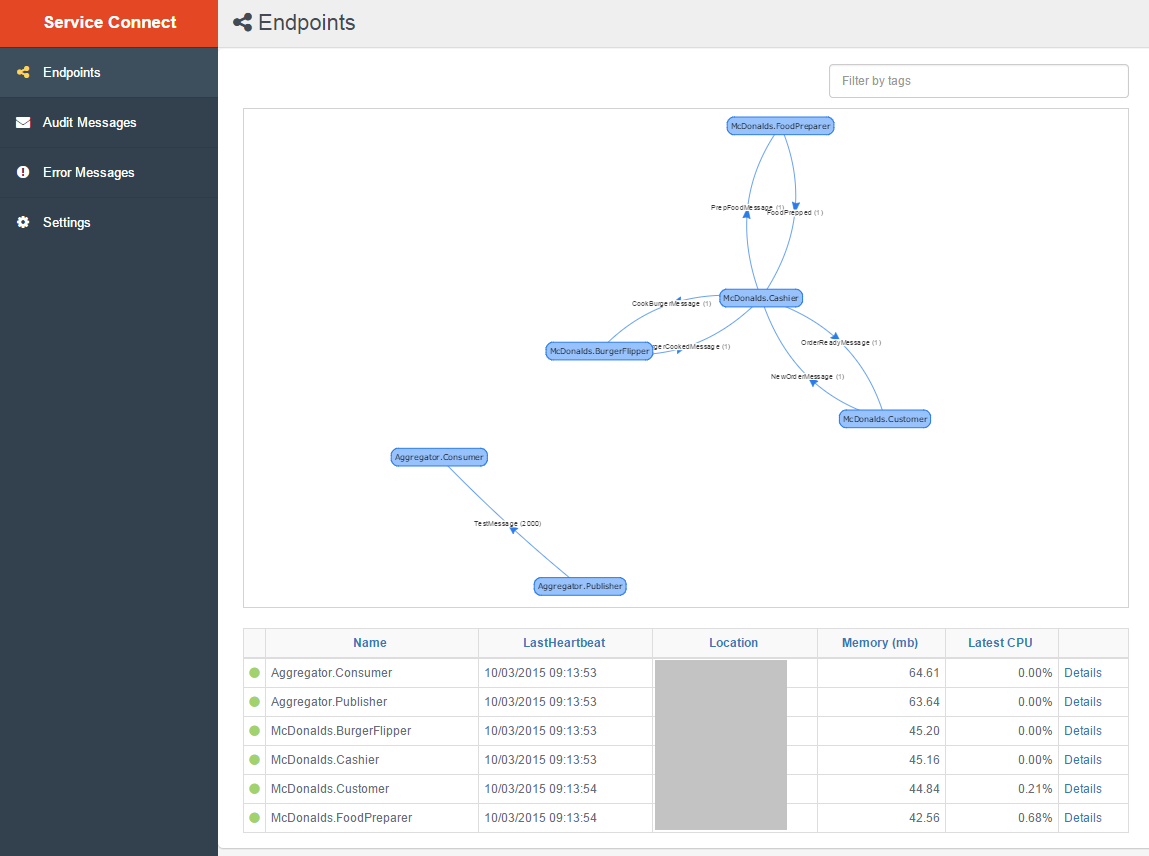 Service Connect
Endpoints
Endpoints
Audit Messages
Error Messages
Settings
Filter by tags
McDonalds.FoodPreparer
PrepFoodMessage (1)
FoodPrepped (1)
McDonalds.Cashier
CookBurgerMessage (1)
McDonalds.BurgerFlipper
gerCookedMessage (1)
OrderReadyMessage (1)
NewOrderMessage (1)
McDonalds.Customer
Aggregator.Consumer
TestMessage (2000)
Aggregator.Publisher
Name LastHeartbeat Location Memory (mb) Latest CPU
Aggregator.Consumer 10/03/2015 09:13:53 64.61 0.00% Details
Aggregator.Publisher 10/03/2015 09:13:53 63.64 0.00% Details
McDonalds.BurgerFlipper 10/03/2015 09:13:53 45.20 0.00% Details
McDonalds.Cashier 10/03/2015 09:13:53 45.16 0.00% Details
McDonalds.Customer 10/03/2015 09:13:54 44.84 0.21% Details
McDonalds.FoodPreparer 10/03/2015 09:13:54 42.56 0.68% Details